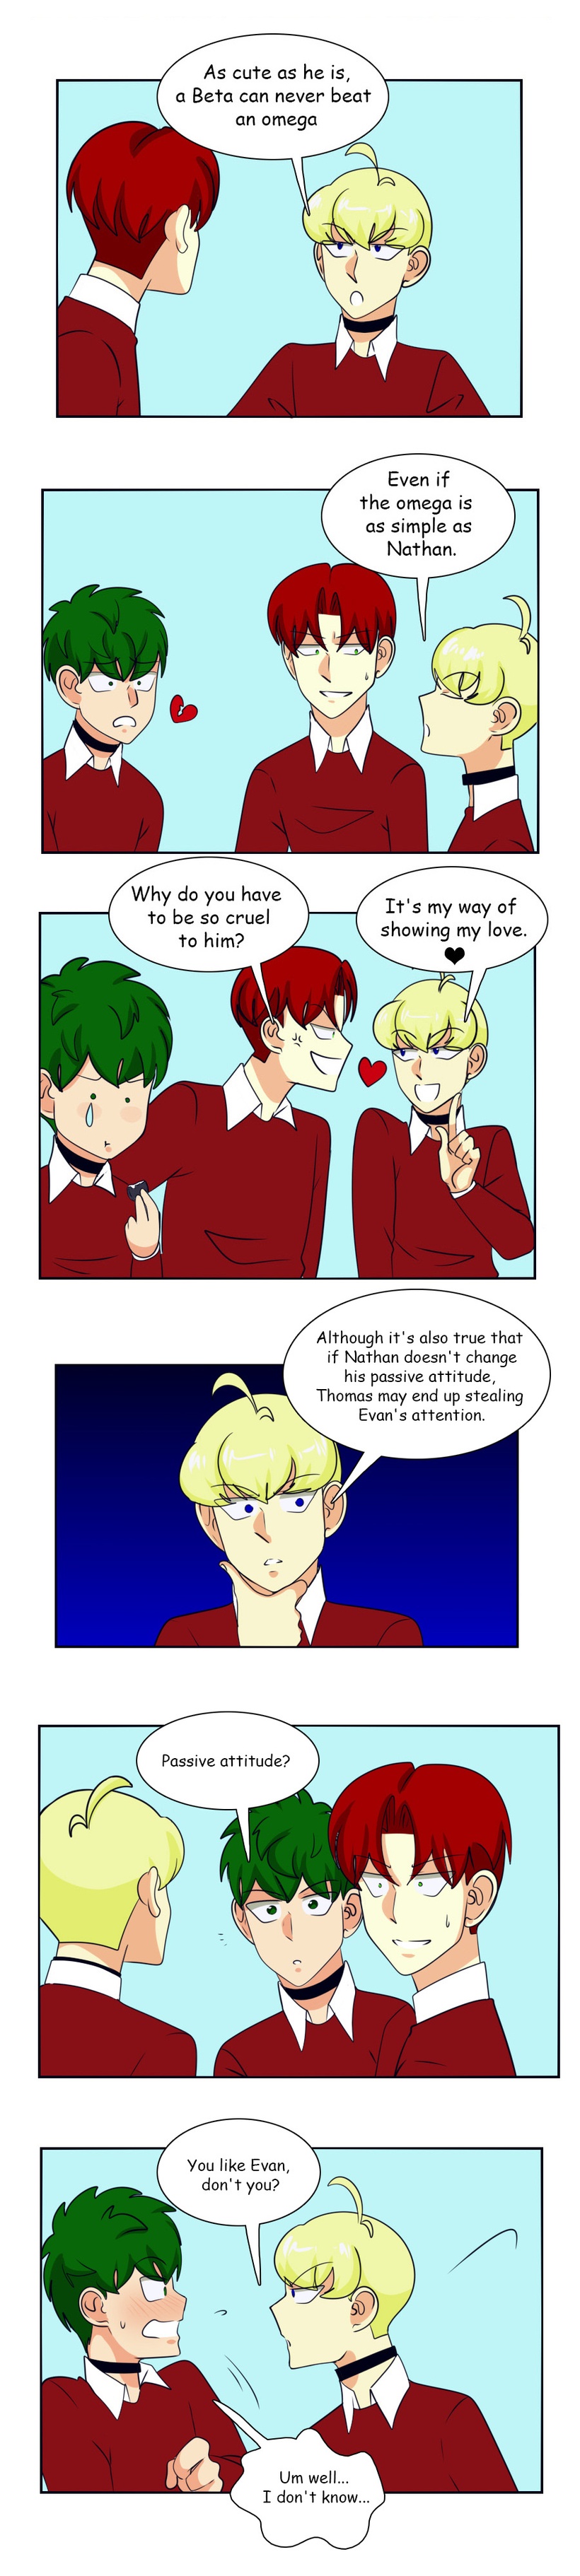 As cute as he is,
a Beta can never beat
an omega
Even if
the omega is
as simple as
Nathan.
Why do you have
to be so cruel
to him?
It's my way of
showing my love.
Although it's also true that
if Nathan doesn't change
his passive attitude,
Thomas may end up stealing
Evan's attention.
Passive attitude?
You like Evan,
don't you?
Um well...
I don't know...